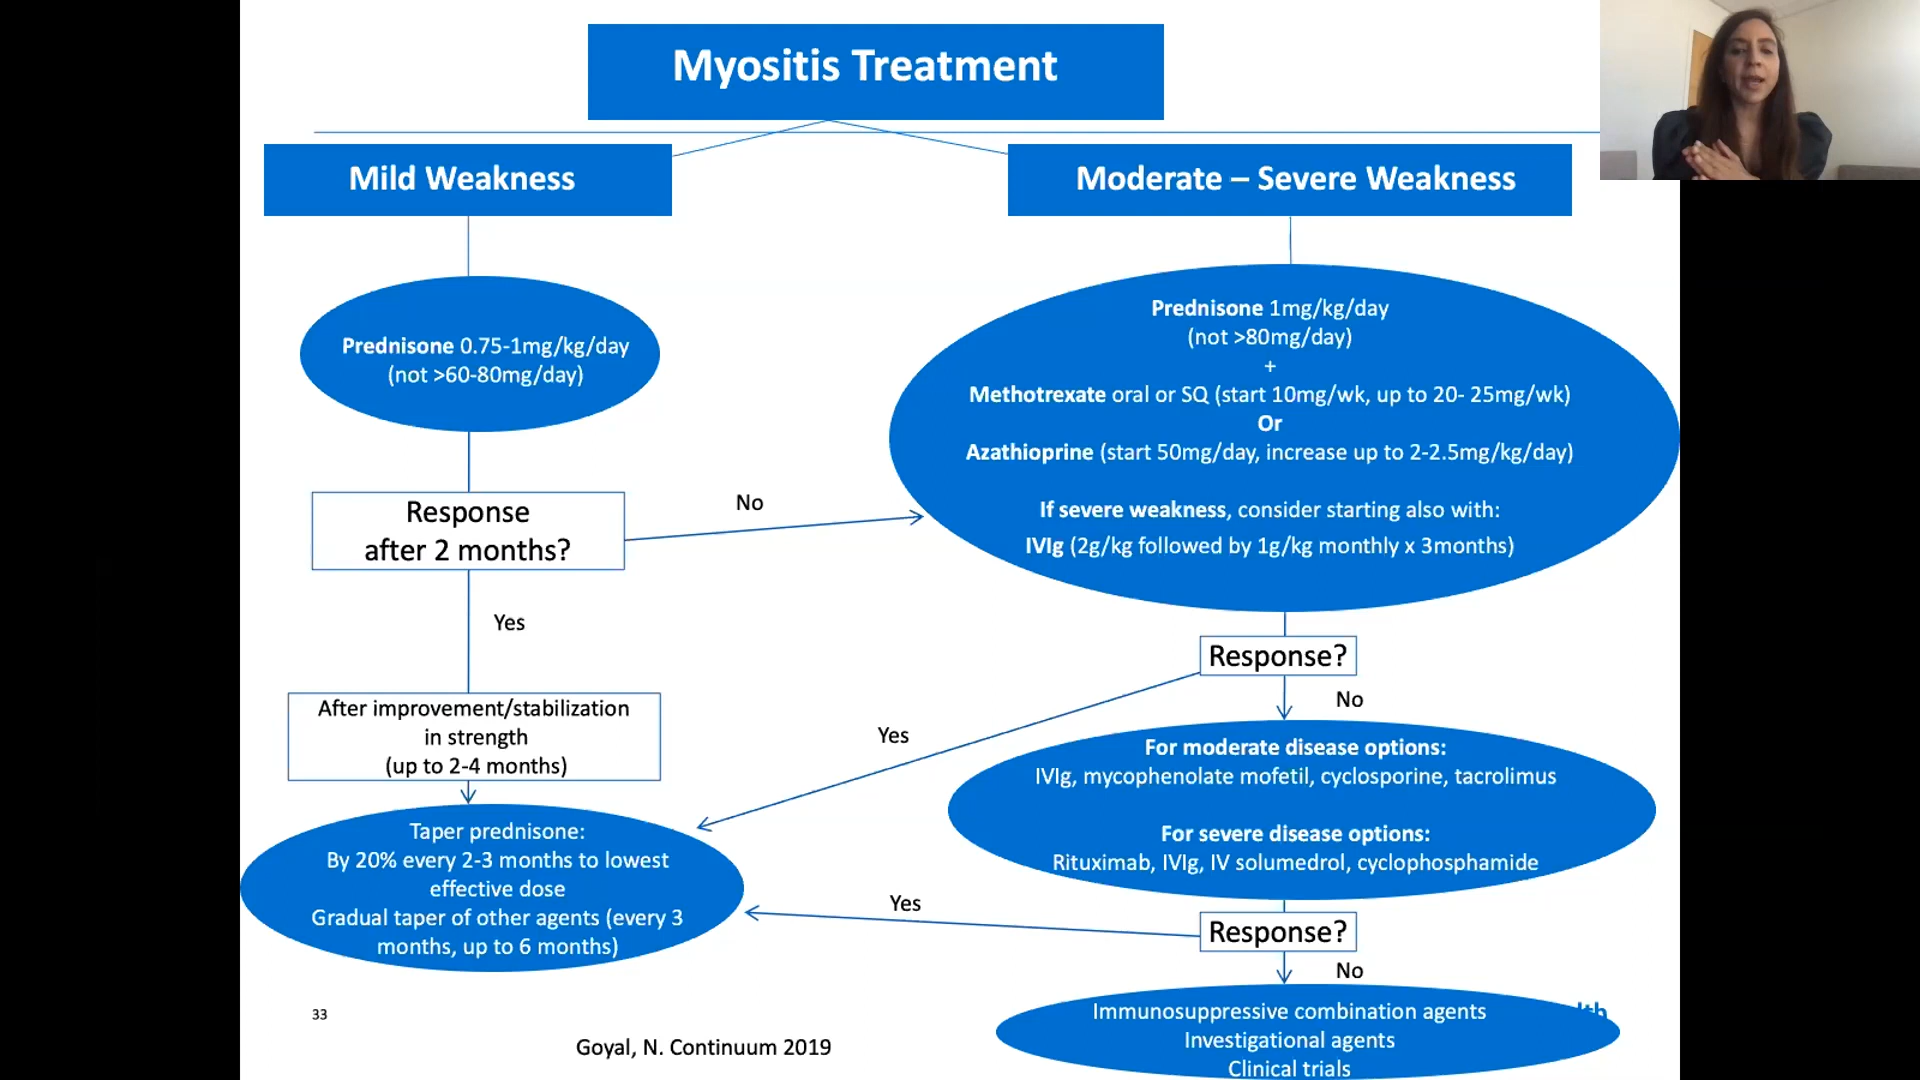 Myositis Treatment
Mild Weakness
Moderate – Severe Weakness
Prednisone 0.75-1mg/kg/day
(not >60-80mg/day)
Prednisone 1mg/kg/day
(not >80mg/day)
+
Methotrexate oral or SQ (start 10mg/wk, up to 20- 25mg/wk)
Or
Azathioprine (start 50mg/day, increase up to 2-2.5mg/kg/day)
If severe weakness, consider starting also with:
IVIg (2g/kg followed by 1g/kg monthly x 3months)
Response
after 2 months?
No
Yes
After improvement/stabilization
in strength
(up to 2-4 months)
Response?
No
Yes
For moderate disease options:
IVIg, mycophenolate mofetil, cyclosporine, tacrolimus
For severe disease options:
Rituximab, IVIg, IV solumedrol, cyclophosphamide
Taper prednisone:
By 20% every 2-3 months to lowest
effective dose
Gradual taper of other agents (every 3
months, up to 6 months)
Yes
Response?
No
Immunosuppressive combination agents
Investigational agents
Clinical trials
33
Goyal, N. Continuum 2019